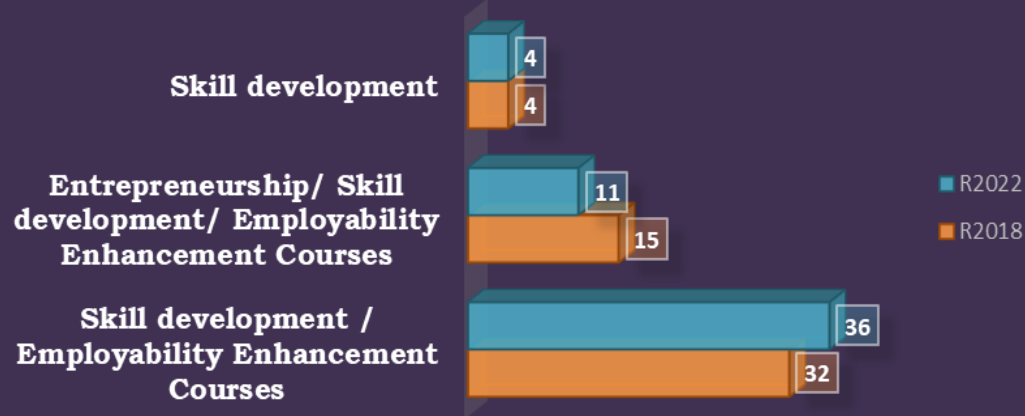 Skill development
4
4
Entrepreneurship/ Skill
development/ Employability
Enhancement Courses
11
15
Skill development /
Employability Enhancement
Courses
36
32
R2022
R2018